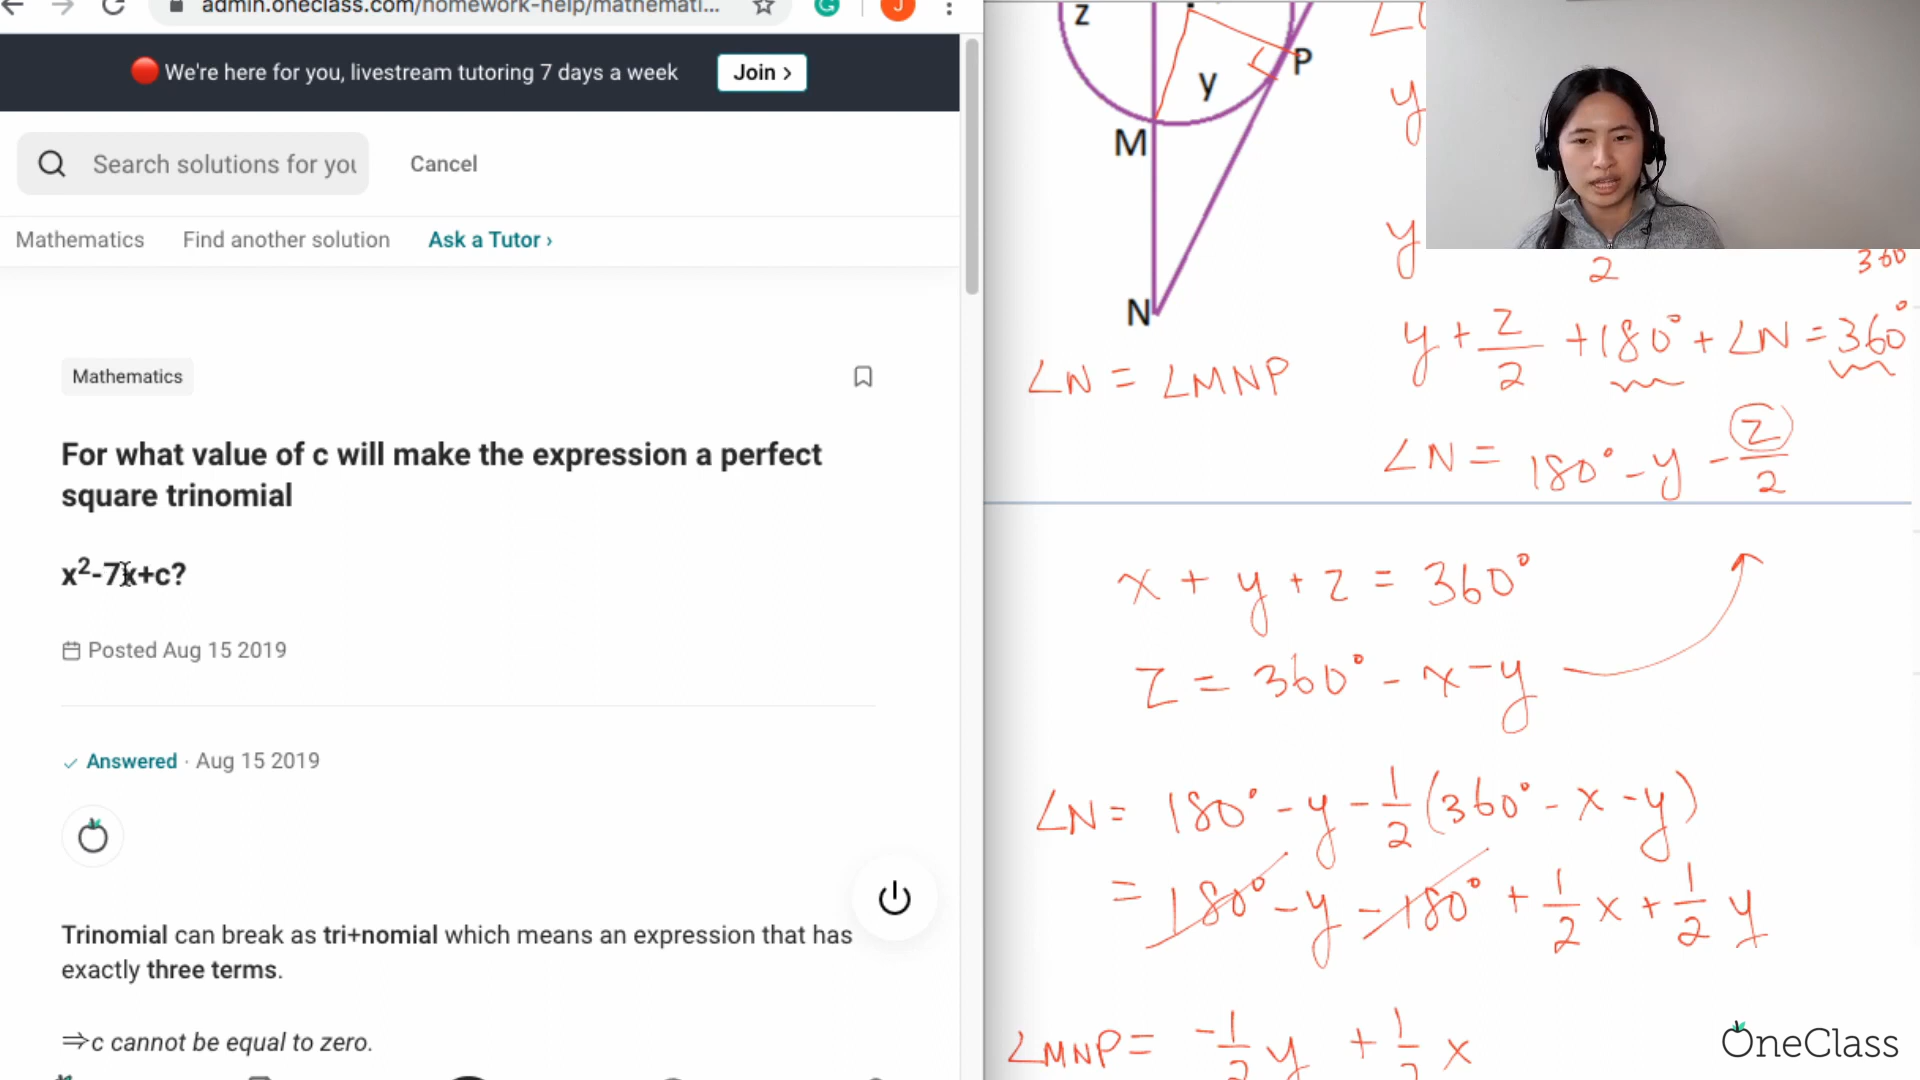 admin.oneclass.com/homework-help/mathemati...
J
We're here for you, livestream tutoring 7 days a week
Join >
Search solutions for you
Cancel
Mathematics
Find another solution
Ask a Tutor ›
Mathematics
For what value of c will make the expression a perfect
square trinomial
x²-7x+c?
Posted Aug 15 2019
Answered · Aug 15 2019
Trinomial can break as tri+nomial which means an expression that has
exactly three terms.
⇒c cannot be equal to zero.
z
y
P
M
N
∠N = ∠MNP
y
y
2
360
y + z/2 + 180° + ∠N = 360°
∠N = 180° - y - z/2
x + y + z = 360°
z = 360° - x - y
∠N = 180° - y - 1/2 (360° - x - y)
= 180° - y - 180° + 1/2 x + 1/2 y
∠MNP = -1/2 y + 1/2 x
OneClass